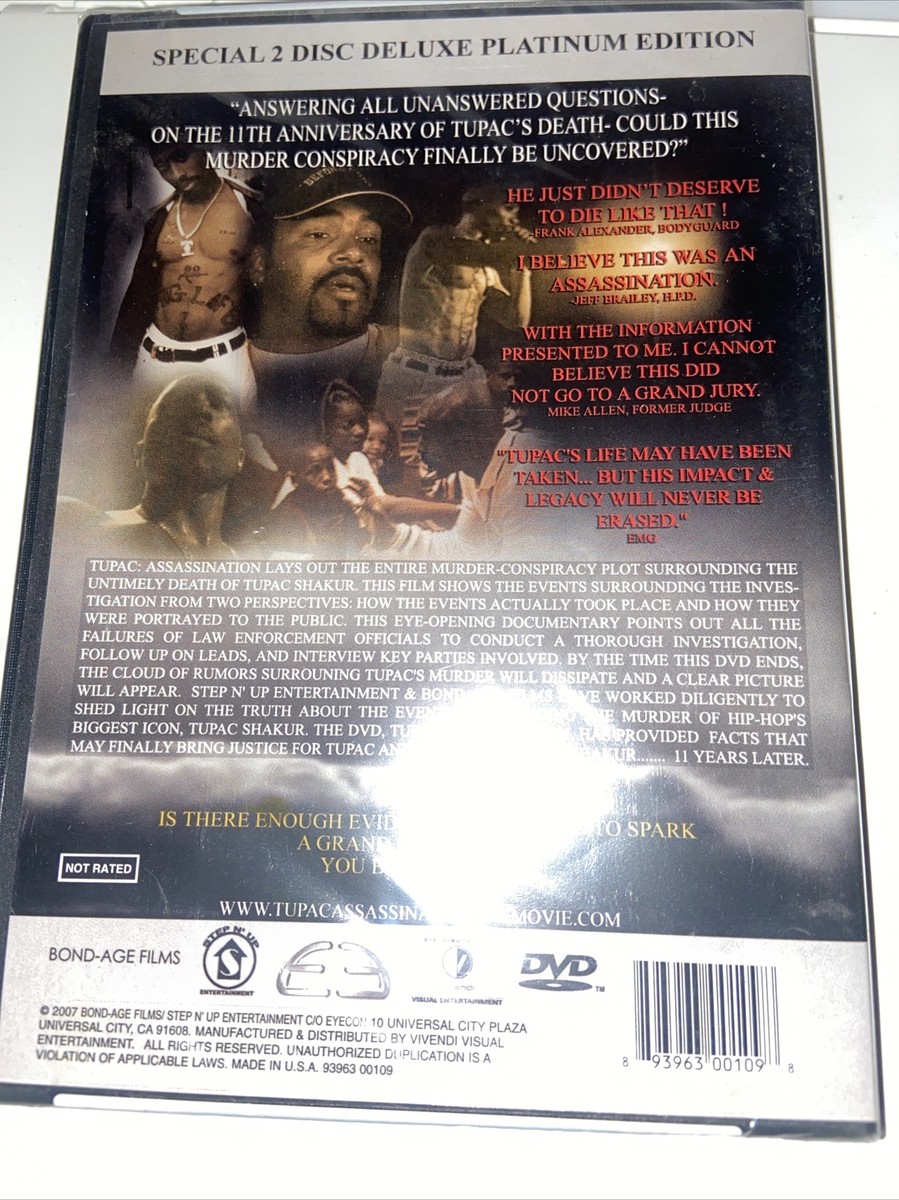 SPECIAL 2 DISC DELUXE PLATINUM EDITION
"ANSWERING ALL UNANSWERED QUESTIONS-
ON THE 11TH ANNIVERSARY OF TUPAC'S DEATH- COULD THIS
MURDER CONSPIRACY FINALLY BE UNCOVERED?"
HE JUST DIDN'T DESERVE
TO DIE LIKE THAT !
-FRANK ALEXANDER, BODYGUARD
I BELIEVE THIS WAS AN
ASSASSINATION.
-JEFF BRAILEY, H.P.D.
WITH THE INFORMATION
PRESENTED TO ME. I CANNOT
BELIEVE THIS DID
NOT GO TO A GRAND JURY.
MIKE ALLEN, FORMER JUDGE
"TUPAC'S LIFE MAY HAVE BEEN
TAKEN... BUT HIS IMPACT &
LEGACY WILL NEVER BE
ERASED."
EMG
TUPAC: ASSASSINATION LAYS OUT THE ENTIRE MURDER-CONSPIRACY PLOT SURROUNDING THE
UNTIMELY DEATH OF TUPAC SHAKUR. THIS FILM SHOWS THE EVENTS SURROUNDING THE INVES-
TIGATION FROM TWO PERSPECTIVES: HOW THE EVENTS ACTUALLY TOOK PLACE AND HOW THEY
WERE PORTRAYED TO THE PUBLIC. THIS EYE-OPENING DOCUMENTARY POINTS OUT ALL THE
FAILURES OF LAW ENFORCEMENT OFFICIALS TO CONDUCT A THOROUGH INVESTIGATION,
FOLLOW UP ON LEADS, AND INTERVIEW KEY PARTIES INVOLVED. BY THE TIME THIS DVD ENDS,
THE CLOUD OF RUMORS SURROUNING TUPAC'S MURDER WILL DISSIPATE AND A CLEAR PICTURE
WILL APPEAR. STEP N' UP ENTERTAINMENT & WORKED DILIGENTLY TO
SHED LIGHT ON THE TRUTH ABOUT THE MURDER OF HIP-HOP'S
BIGGEST ICON, TUPAC SHAKUR. THE DVD, HAS PROVIDED FACTS THAT
MAY FINALLY BRING JUSTICE FOR TUPAC 11 YEARS LATER.
IS THERE ENOUGH TO SPARK
A
YOU
NOT RATED
BOND-AGE FILMS
STEP N' UP
ENTERTAINMENT
VISUAL ENTERTAINMENT
DVD
TM
© 2007 BOND-AGE FILMS/ STEP N' UP ENTERTAINMENT C/O EYECON 10 UNIVERSAL CITY PLAZA
UNIVERSAL CITY, CA 91608. MANUFACTURED & DISTRIBUTED BY VIVENDI VISUAL
ENTERTAINMENT. ALL RIGHTS RESERVED. UNAUTHORIZED DUPLICATION IS A
VIOLATION OF APPLICABLE LAWS. MADE IN U.S.A. 93963 00109
8 93963 00109 8